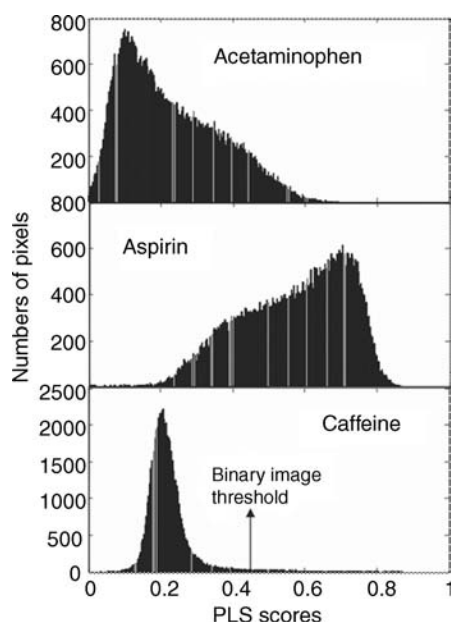 800
Acetaminophen
600
400
200
800
Aspirin
600
400
200
2500
Caffeine
2000
1500
Binary image
threshold
1000
500
0
0 0.2 0.4 0.6 0.8 1
PLS scores
Numbers of pixels